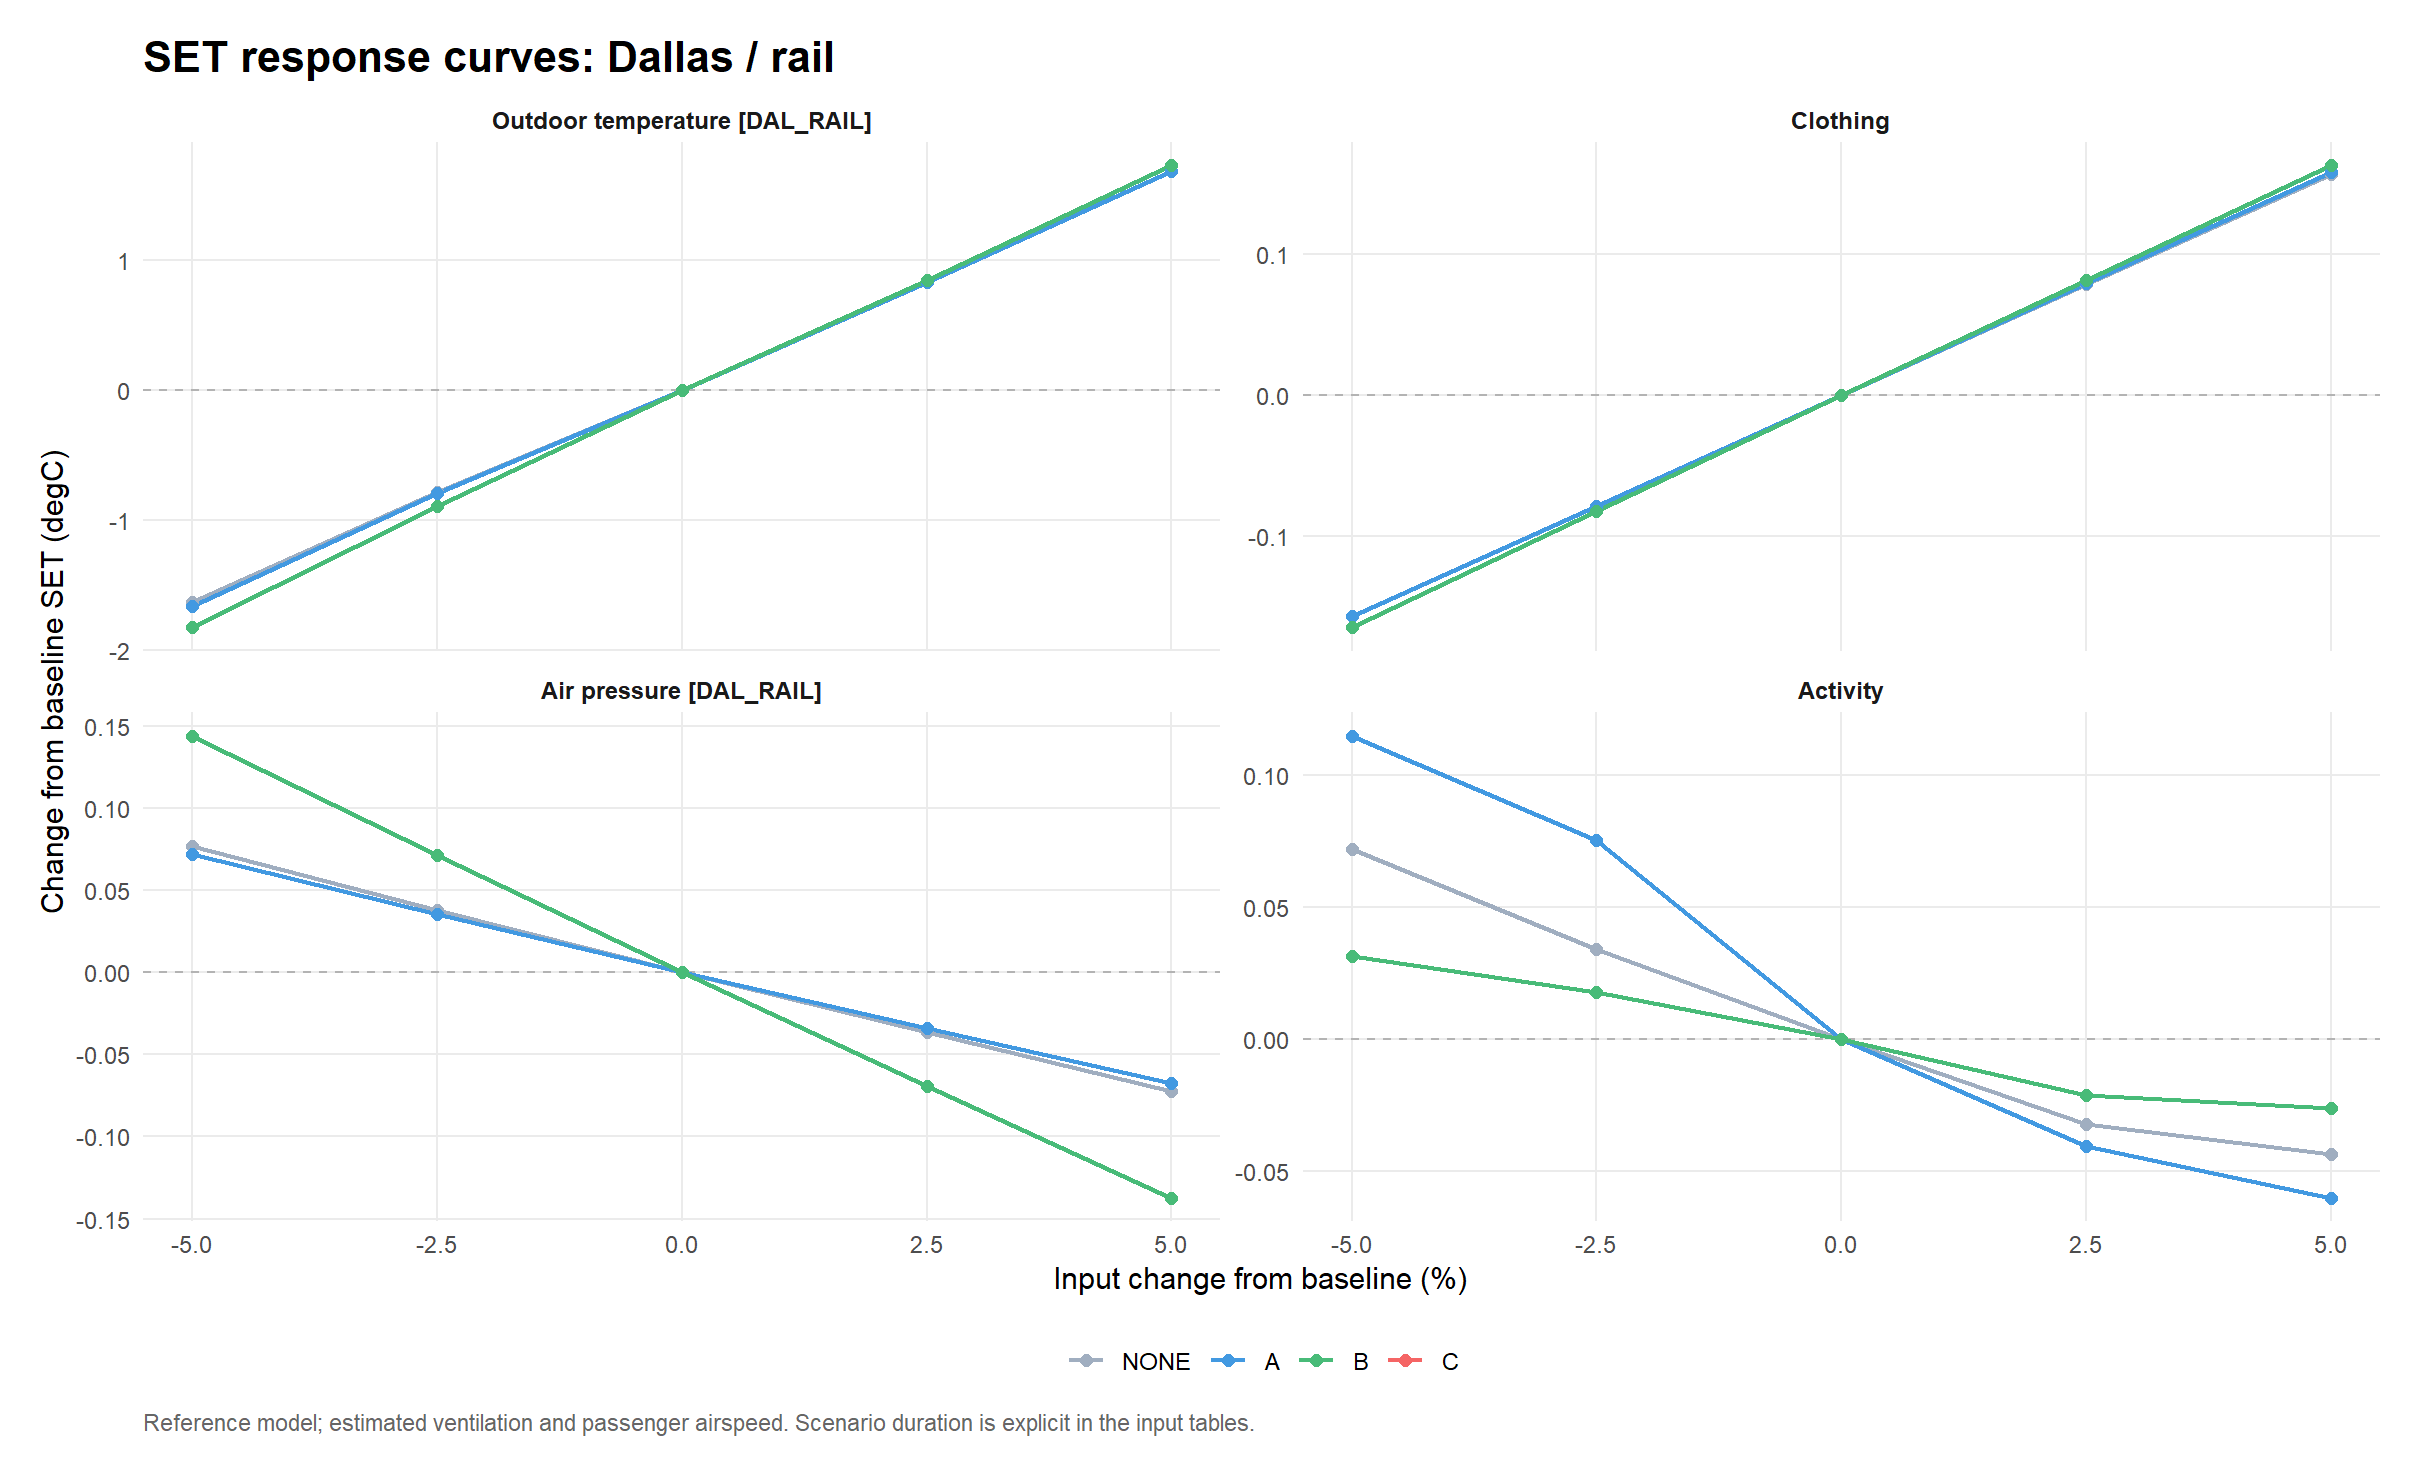 SET response curves: Dallas / rail
Outdoor temperature [DAL_RAIL]
Clothing
1
0
-1
-2
0.1
0.0
-0.1
Change from baseline SET (degC)
Air pressure [DAL_RAIL]
Activity
0.15
0.10
0.05
0.00
-0.05
-0.10
-0.15
0.10
0.05
0.00
-0.05
-5.0 -2.5 0.0 2.5 5.0
-5.0 -2.5 0.0 2.5 5.0
Input change from baseline (%)
NONE A B C
Reference model; estimated ventilation and passenger airspeed. Scenario duration is explicit in the input tables.